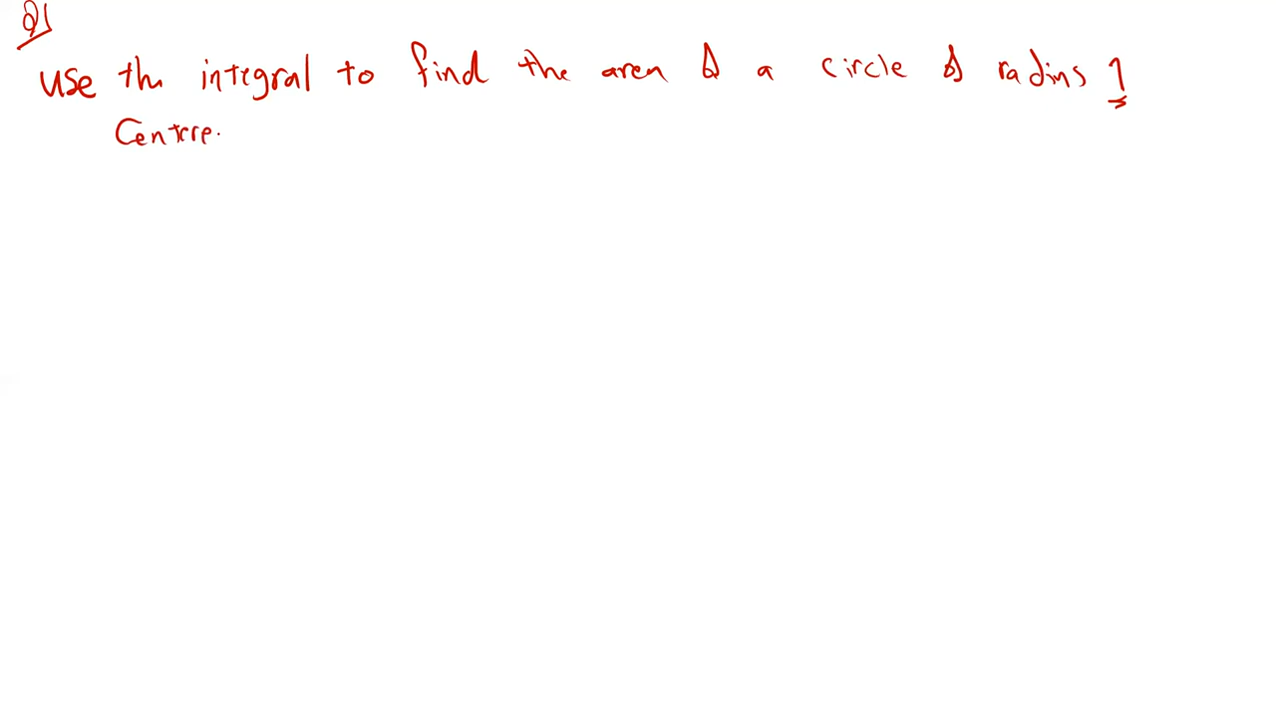 Q1
Use the integral to find the area of a circle of radius 1
Centre